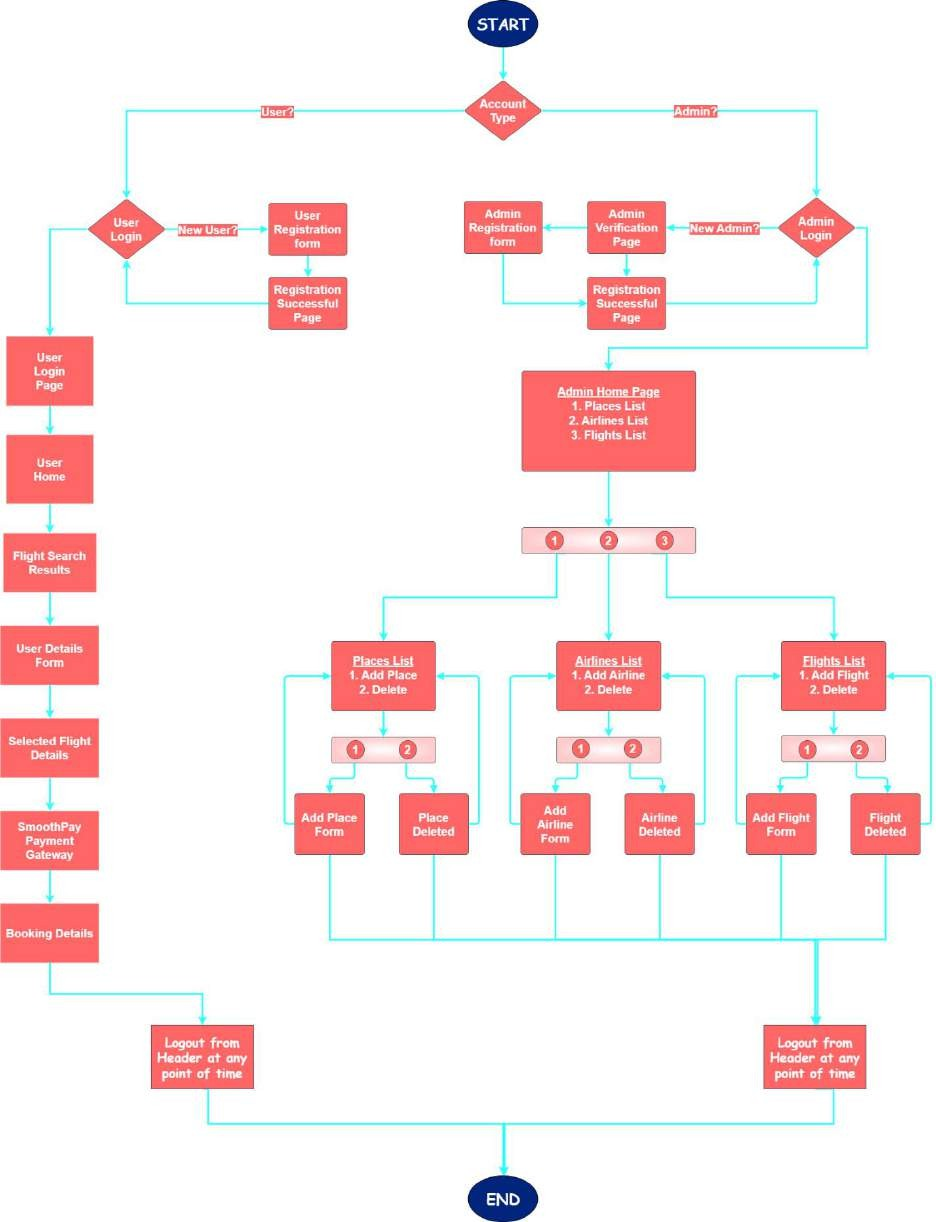 START
Account
Type
User?
Admin?
User
Login
New User?
User
Registration
form
Registration
Successful
Page
Admin
Registration
form
Admin
Verification
Page
New Admin?
Admin
Login
Registration
Successful
Page
User
Login
Page
User
Home
Flight Search
Results
User Details
Form
Selected Flight
Details
SmoothPay
Payment
Gateway
Booking Details
Admin Home Page
1. Places List
2. Airlines List
3. Flights List
1 2 3
Places List
1. Add Place
2. Delete
1 2
Add Place
Form
Place
Deleted
Airlines List
1. Add Airline
2. Delete
1 2
Add
Airline
Form
Airline
Deleted
Flights List
1. Add Flight
2. Delete
1 2
Add Flight
Form
Flight
Deleted
Logout from
Header at any
point of time
Logout from
Header at any
point of time
END